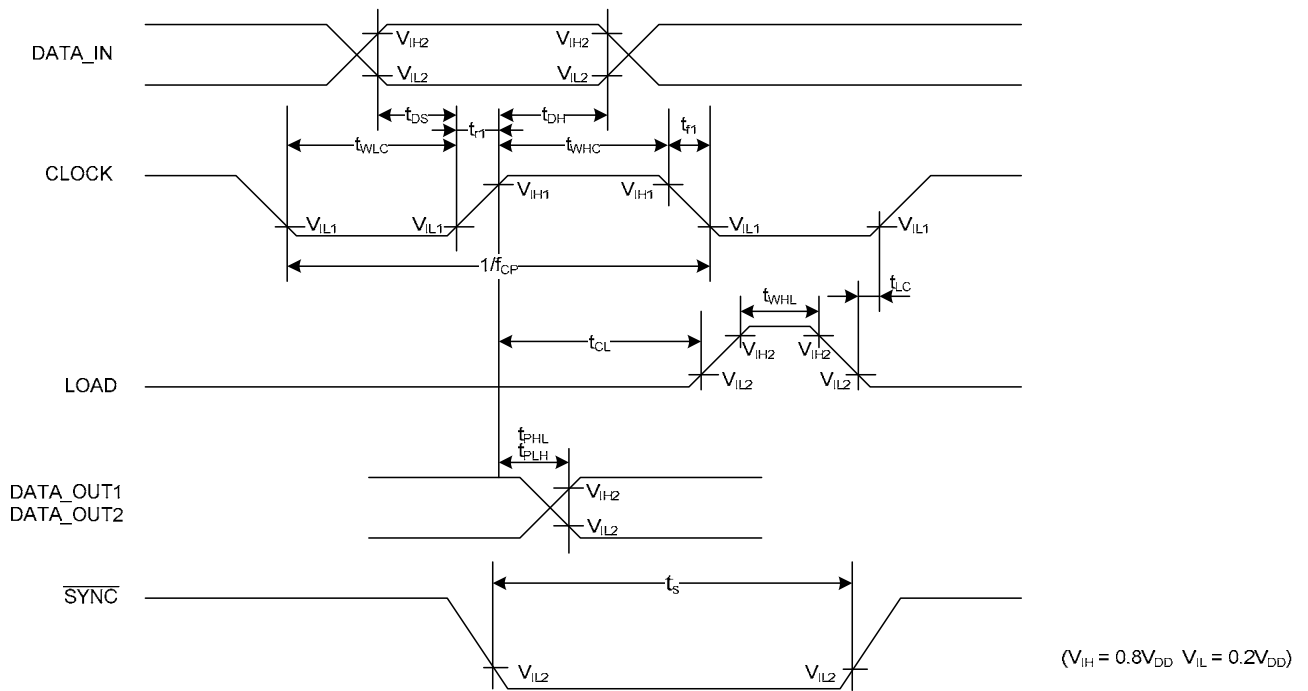 DATA_IN
VIH2 VIH2
VIL2 VIL2
tDS tr1 tDH tf1
tWLC tWHC
CLOCK
VIH1 VIH1
VIL1 VIL1 VIL1 VIL1
1/fCP
tLC
tWHL
tCL
VIH2 VIH2
LOAD
VIL2 VIL2
tPHL
tPLH
DATA_OUT1
DATA_OUT2
VIH2
VIL2
SYNC
ts
VIL2 VIL2
(VIH = 0.8VDD VIL = 0.2VDD)